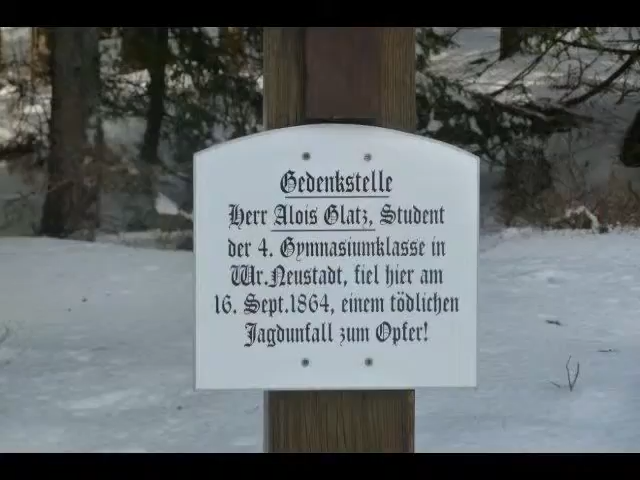 Gedenkstelle
Herr Alois Glatz, Student
der 4. Gymnasiumklasse in
Wr. Neustadt, fiel hier am
16. Sept.1864, einem tödlichen
Jagdunfall zum Opfer!